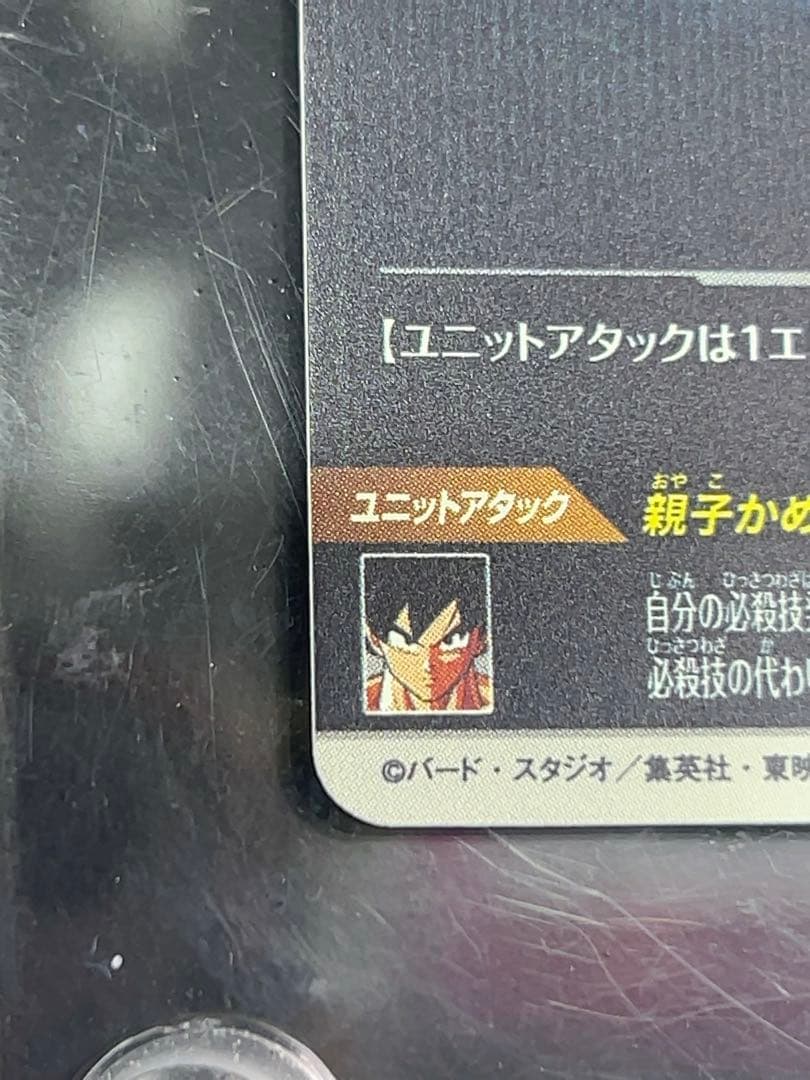 【ユニットアタックは1エ
ユニットアタック
おや こ
親子かめ
じぶん ひっさつわざ
自分の必殺技
ひっさつわざ か
必殺技の代わり
©バード・スタジオ／集英社・東映